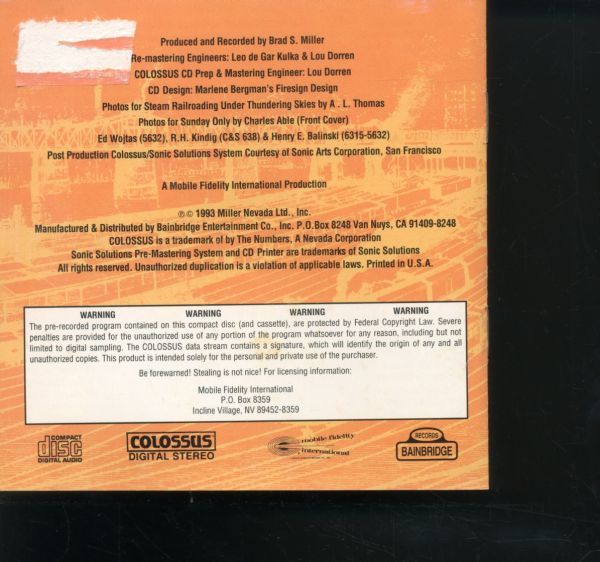 Produced and Recorded by Brad S. Miller
Re-mastering Engineers: Leo de Gar Kulka & Lou Dorren
COLOSSUS CD Prep & Mastering Engineer: Lou Dorren
CD Design: Marlene Bergman's Firesign Design
Photos for Steam Railroading Under Thundering Skies by A . L. Thomas
Photos for Sunday Only by Charles Able (Front Cover)
Ed Wojtas (5632), R.H. Kindig (C&S 638) & Henry E. Balinski (6315-5632)
Post Production Colossus/Sonic Solutions System Courtesy of Sonic Arts Corporation, San Francisco
A Mobile Fidelity International Production
℗© 1993 Miller Nevada Ltd., Inc.
Manufactured & Distributed by Bainbridge Entertainment Co., Inc. P.O.Box 8248 Van Nuys, CA 91409-8248
COLOSSUS is a trademark of by The Numbers, A Nevada Corporation
Sonic Solutions Pre-Mastering System and CD Printer are trademarks of Sonic Solutions
All rights reserved. Unauthorized duplication is a violation of applicable laws. Printed in U.S.A.
WARNING WARNING WARNING WARNING
The pre-recorded program contained on this compact disc (and cassette), are protected by Federal Copyright Law. Severe
penalties are provided for the unauthorized use of any portion of the program whatsoever for any reason, including but not
limited to digital sampling. The COLOSSUS data stream contains a signature, which will identify the origin of any and all
unauthorized copies. This product is intended solely for the personal and private use of the purchaser.
Be forewarned! Stealing is not nice! For licensing information:
Mobile Fidelity International
P.O. Box 8359
Incline Village, NV 89452-8359
COMPACT
disc
DIGITAL AUDIO
COLOSSUS
DIGITAL STEREO
mobile fidelity
international
RECORDS
BAINBRIDGE